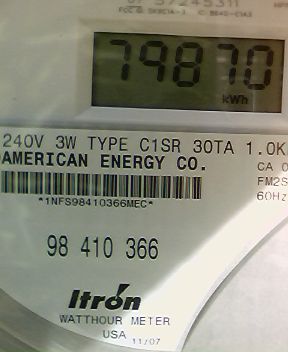 79870
kWh
240V 3W TYPE C1SR 30TA 1.0K
AMERICAN ENERGY CO.
CA 0
FM2S
60Hz
*1NFS98410366MEC*
98 410 366
Itron
WATTHOUR METER
USA 11/07